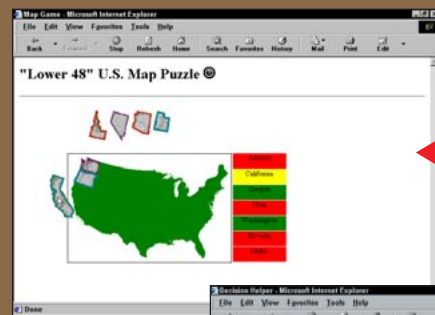 Map Game - Microsoft Internet Explorer
File Edit View Favorites Tools Help
Back Forward Stop Refresh Home Search Favorites History Mail Print Edit
"Lower 48" U.S. Map Puzzle
Arizona
California
Oregon
Utah
Washington
Nevada
Idaho
Done
Decision Helper - Microsoft Internet Explorer
File Edit View Favorites Tools Help